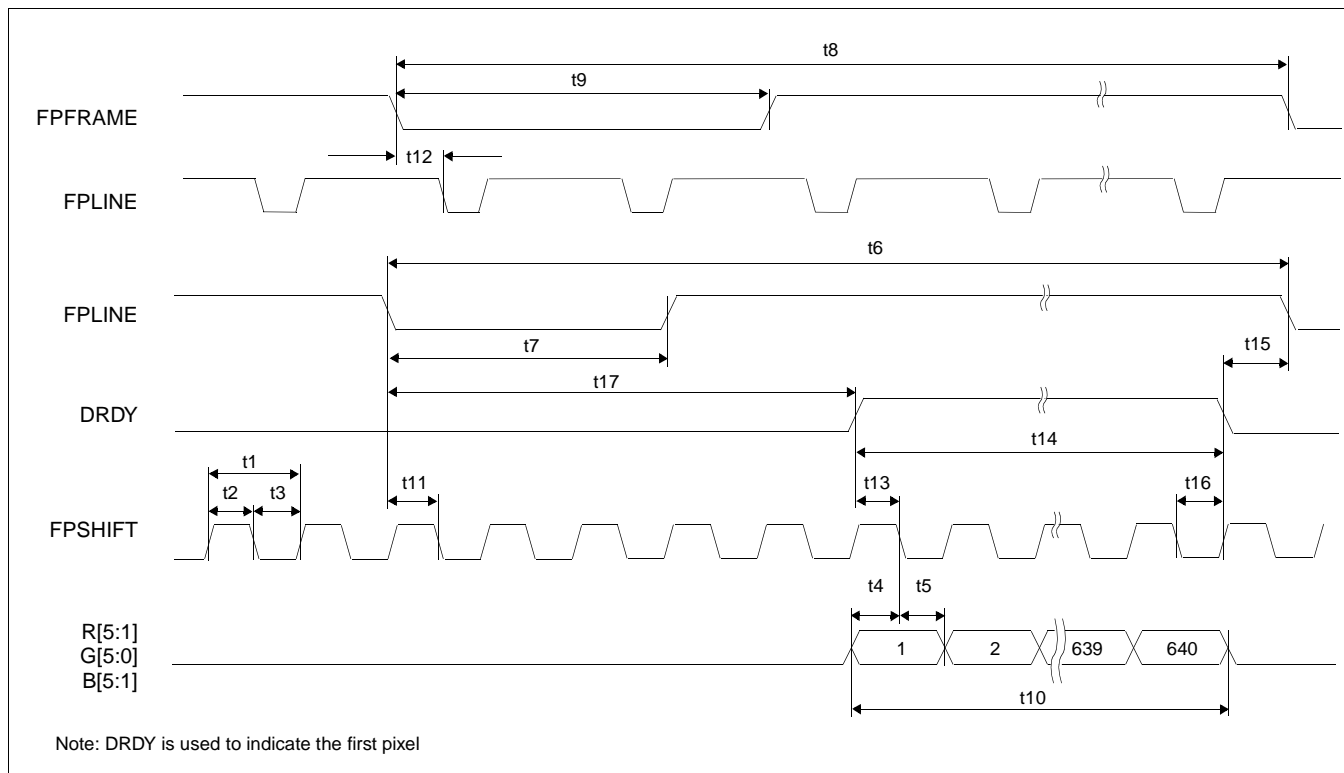 t8
t9
FPFRAME
t12
FPLINE
t6
FPLINE
t7
t15
t17
DRDY
t14
t1
t11
t13
t16
t2 t3
FPSHIFT
t4 t5
R[5:1]
G[5:0] 1 2 639 640
B[5:1]
t10
Note: DRDY is used to indicate the first pixel